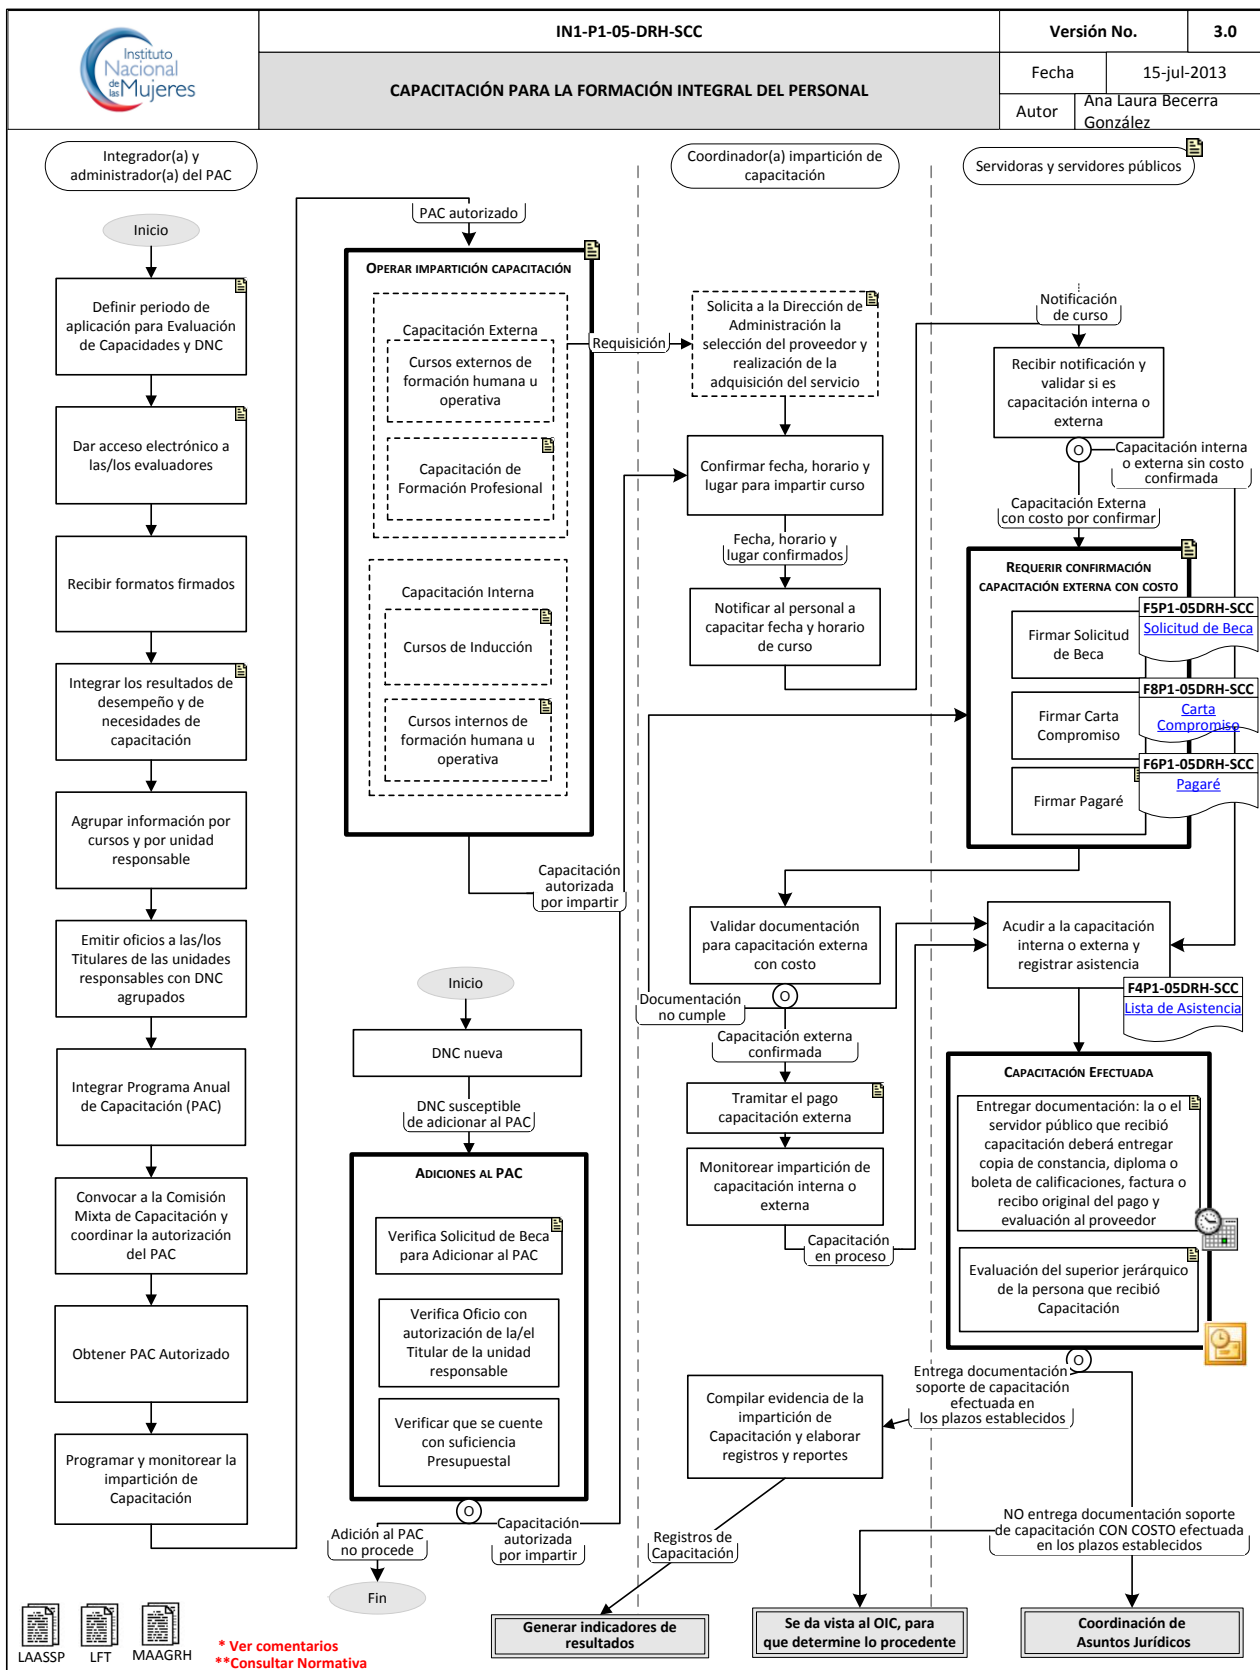 Instituto
Nacional
de las Mujeres
IN1-P1-05-DRH-SCC
CAPACITACIÓN PARA LA FORMACIÓN INTEGRAL DEL PERSONAL
Versión No.
3.0
Fecha
15-jul-2013
Autor
Ana Laura Becerra
González
Integrador(a) y
administrador(a) del PAC
Coordinador(a) impartición de
capacitación
Servidoras y servidores públicos
Inicio
Definir periodo de
aplicación para Evaluación
de Capacidades y DNC
Dar acceso electrónico a
las/los evaluadores
Recibir formatos firmados
Integrar los resultados de
desempeño y de
necesidades de
capacitación
Agrupar información por
cursos y por unidad
responsable
Emitir oficios a las/los
Titulares de las unidades
responsables con DNC
agrupados
Integrar Programa Anual
de Capacitación (PAC)
Convocar a la Comisión
Mixta de Capacitación y
coordinar la autorización
del PAC
Obtener PAC Autorizado
Programar y monitorear la
impartición de
Capacitación
PAC autorizado
OPERAR IMPARTICIÓN CAPACITACIÓN
Capacitación Externa
Cursos externos de
formación humana u
operativa
Capacitación de
Formación Profesional
Capacitación Interna
Cursos de Inducción
Cursos internos de
formación humana u
operativa
Requisición
Capacitación
autorizada
por impartir
Inicio
DNC nueva
DNC susceptible
de adicionar al PAC
ADICIONES AL PAC
Verifica Solicitud de Beca
para Adicionar al PAC
Verifica Oficio con
autorización de la/el
Titular de la unidad
responsable
Verificar que se cuente
con suficiencia
Presupuestal
O
Adición al PAC
no procede
Capacitación
autorizada
por impartir
Fin
Solicita a la Dirección de
Administración la
selección del proveedor y
realización de la
adquisición del servicio
Confirmar fecha, horario y
lugar para impartir curso
Fecha, horario y
lugar confirmados
Notificar al personal a
capacitar fecha y horario
de curso
Validar documentación
para capacitación externa
con costo
O
Documentación
no cumple
Capacitación externa
confirmada
Tramitar el pago
capacitación externa
Monitorear impartición de
capacitación interna o
externa
Capacitación
en proceso
Compilar evidencia de la
impartición de
Capacitación y elaborar
registros y reportes
Registros de
Capacitación
Notificación
de curso
Recibir notificación y
validar si es
capacitación interna o
externa
O
Capacitación interna
o externa sin costo
confirmada
Capacitación Externa
con costo por confirmar
REQUERIR CONFIRMACIÓN
CAPACITACIÓN EXTERNA CON COSTO
Firmar Solicitud
de Beca
F5P1-05DRH-SCC
Solicitud de Beca
Firmar Carta
Compromiso
F8P1-05DRH-SCC
Carta
Compromiso
Firmar Pagaré
F6P1-05DRH-SCC
Pagaré
Acudir a la capacitación
interna o externa y
registrar asistencia
F4P1-05DRH-SCC
Lista de Asistencia
CAPACITACIÓN EFECTUADA
Entregar documentación: la o el
servidor público que recibió
capacitación deberá entregar
copia de constancia, diploma o
boleta de calificaciones, factura o
recibo original del pago y
evaluación al proveedor
Evaluación del superior jerárquico
de la persona que recibió
Capacitación
O
Entrega documentación
soporte de capacitación
efectuada en
los plazos establecidos
NO entrega documentación soporte
de capacitación CON COSTO efectuada
en los plazos establecidos
Generar indicadores de
resultados
Se da vista al OIC, para
que determine lo procedente
Coordinación de
Asuntos Jurídicos
LAASSP
LFT
MAAGRH
* Ver comentarios
**Consultar Normativa